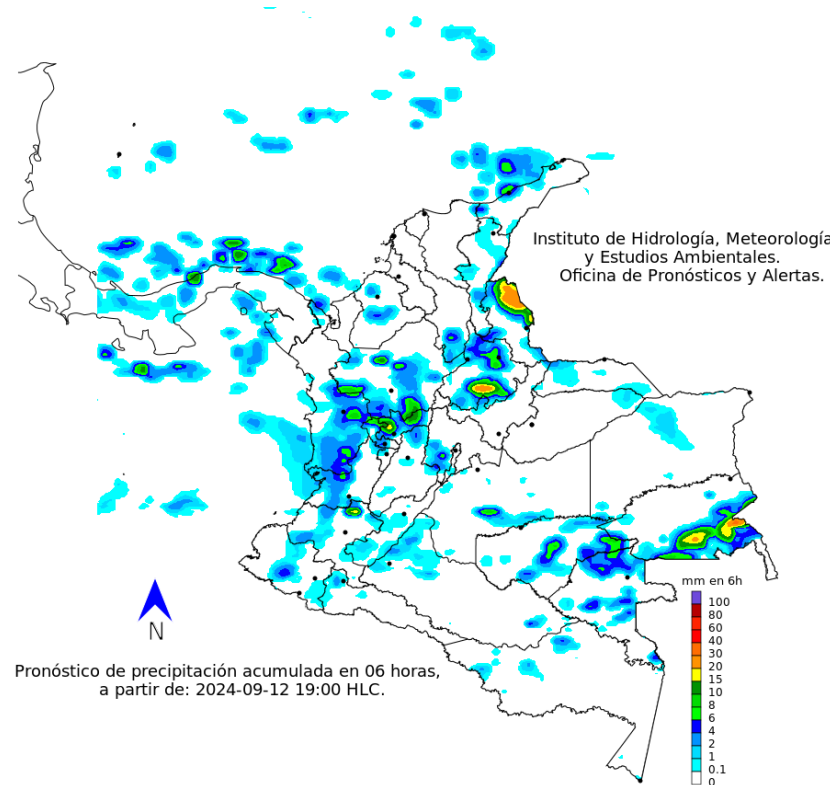 Instituto de Hidrología, Meteorología
y Estudios Ambientales.
Oficina de Pronósticos y Alertas.
N
Pronóstico de precipitación acumulada en 06 horas,
a partir de: 2024-09-12 19:00 HLC.
mm en 6h
100
80
60
40
30
20
15
10
8
6
4
2
1
0.1
0